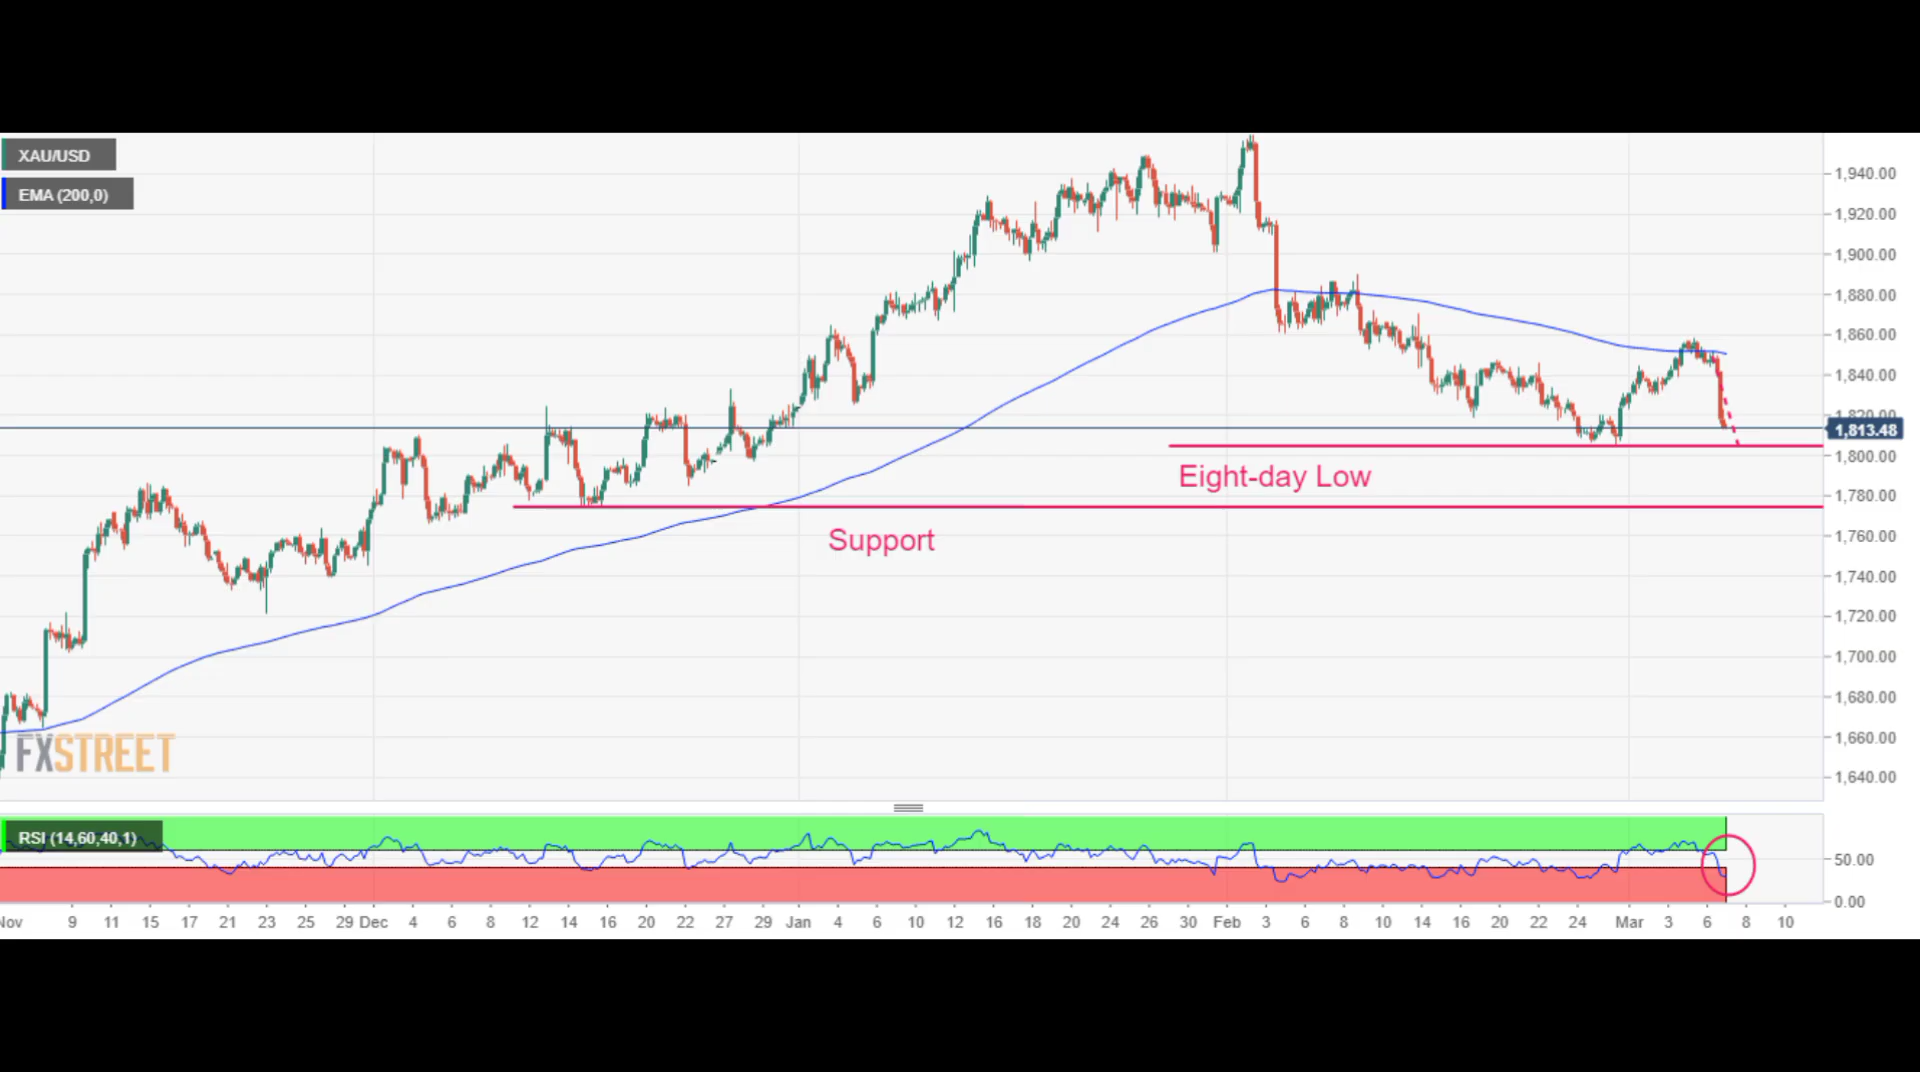 XAU/USD
EMA (200,0)
1,940.00
1,920.00
1,900.00
1,880.00
1,860.00
1,840.00
1,820.00
1,813.48
1,800.00
Eight-day Low
1,780.00
Support
1,760.00
1,740.00
1,720.00
1,700.00
1,680.00
1,660.00
FXSTREET
1,640.00
RSI (14,60,40,1)
50.00
0.00
Nov 9 11 15 17 21 23 25 29 Dec 4 6 8 12 14 16 20 22 27 29 Jan 4 6 10 12 16 18 20 24 26 30 Feb 3 6 8 10 14 16 20 22 24 Mar 3 6 8 10